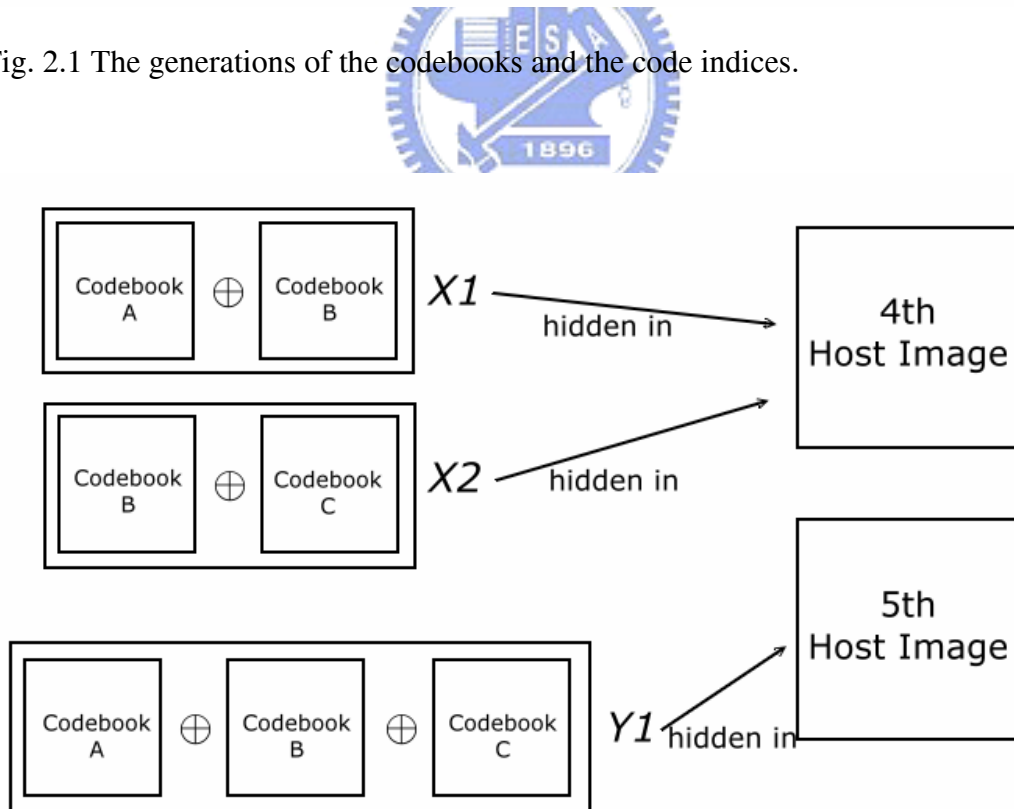 ig. 2.1 The generations of the codebooks and the code indices.
E S A
1896
Codebook A ⊕ Codebook B X1 hidden in
4th
Host Image
Codebook B ⊕ Codebook C X2 hidden in
5th
Host Image
Codebook A ⊕ Codebook B ⊕ Codebook C Y1 hidden in